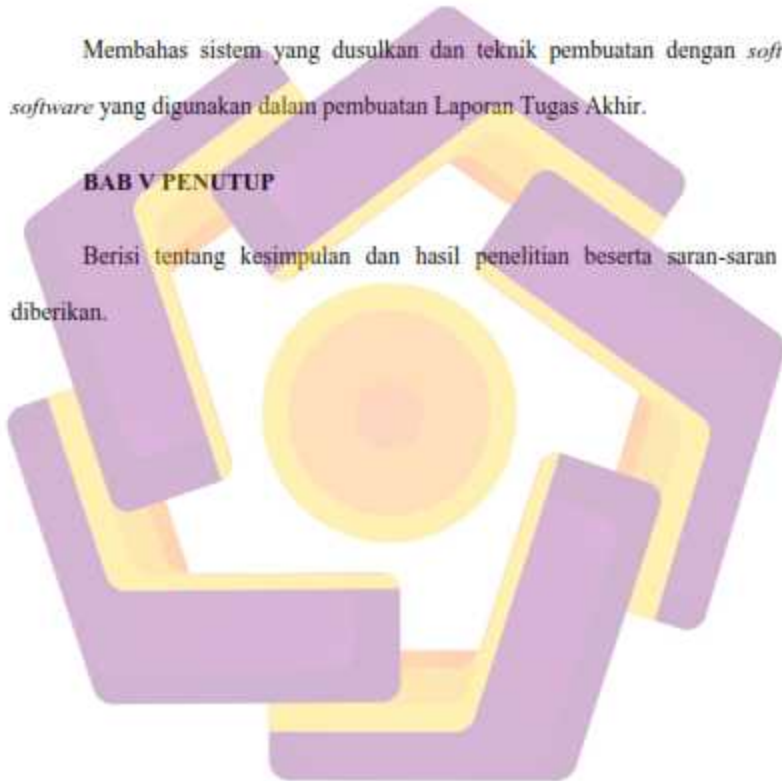 Membahas sistem yang dusulkan dan teknik pembuatan dengan soft
software yang digunakan dalam pembuatan Laporan Tugas Akhir.
BAB V PENUTUP
Berisi tentang kesimpulan dan hasil penelitian beserta saran-saran
diberikan.